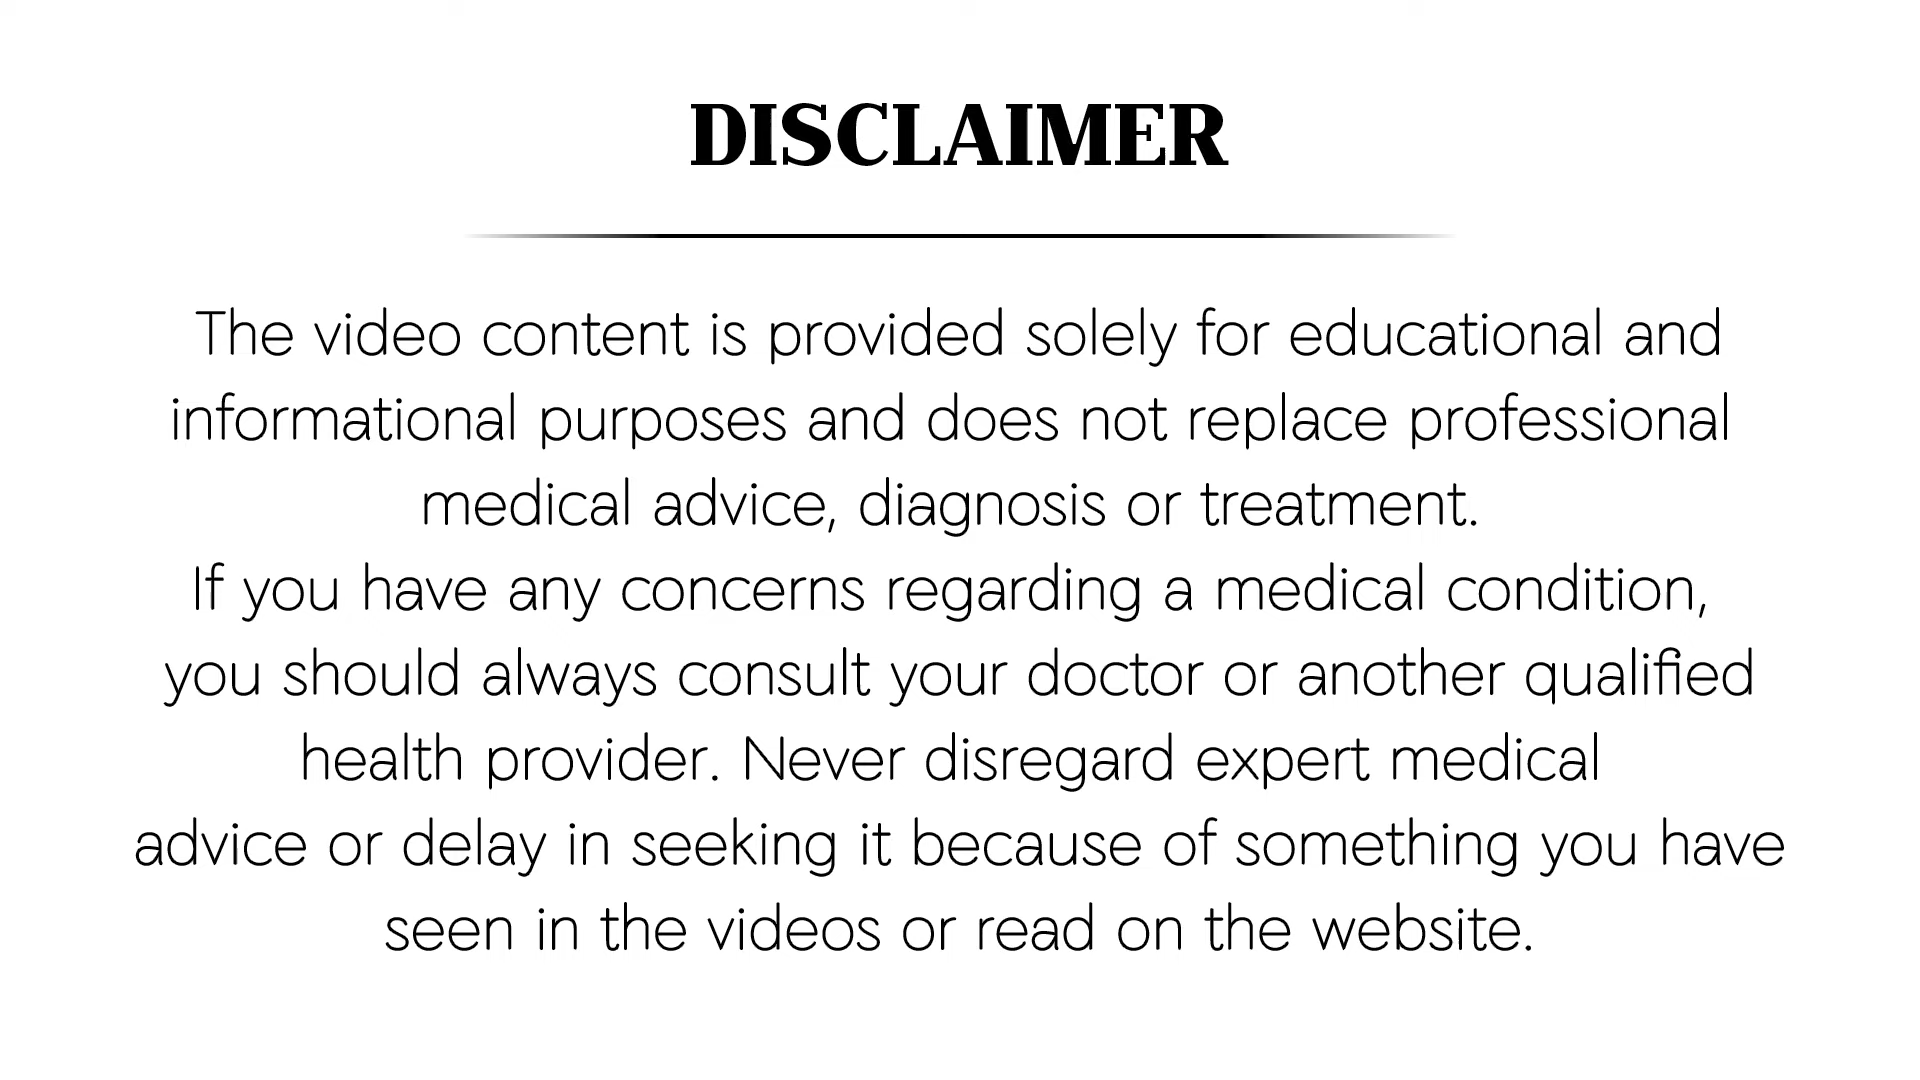 DISCLAIMER
The video content is provided solely for educational and
informational purposes and does not replace professional
medical advice, diagnosis or treatment.
If you have any concerns regarding a medical condition,
you should always consult your doctor or another qualified
health provider. Never disregard expert medical
advice or delay in seeking it because of something you have
seen in the videos or read on the website.